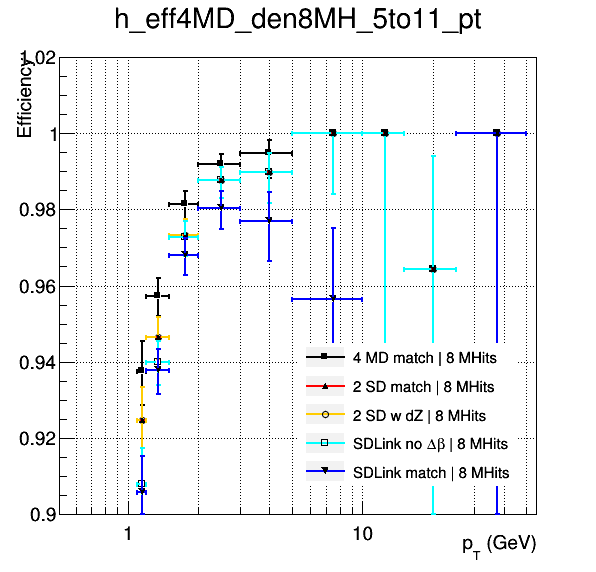 h_eff4MD_den8MH_5to11_pt
Efficiency
1.02
1
0.98
0.96
0.94
0.92
0.9
4 MD match | 8 MHits
2 SD match | 8 MHits
2 SD w dZ | 8 MHits
SDLink no Δβ | 8 MHits
SDLink match | 8 MHits
1
10
p_T (GeV)